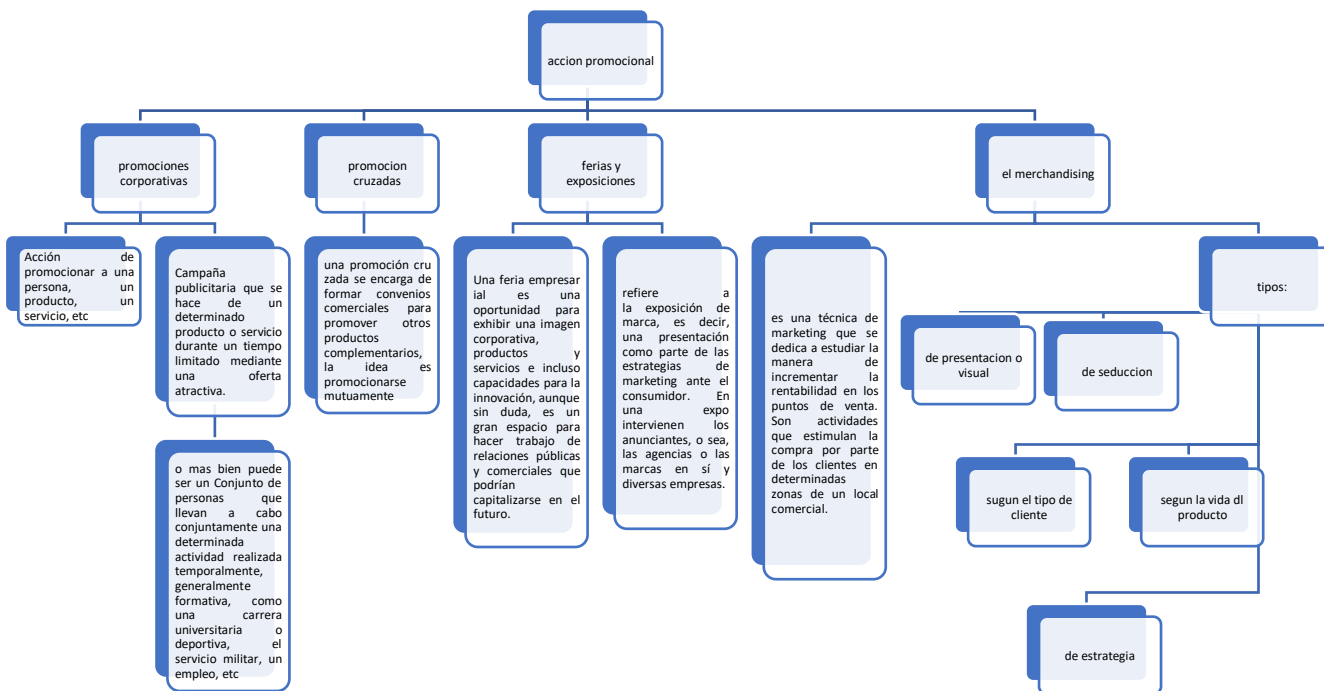 accion promocional
promociones
corporativas
promocion
cruzadas
ferias y
exposiciones
el merchandising
Acción de
promocionar a una
persona, un
producto, un
servicio, etc
Campaña
publicitaria que se
hace de un
determinado
producto o servicio
durante un tiempo
limitado mediante
una oferta
atractiva.
o mas bien puede
ser un Conjunto de
personas que
llevan a cabo
conjuntamente una
determinada
actividad realizada
temporalmente,
generalmente
formativa, como
una carrera
universitaria o
deportiva, el
servicio militar, un
empleo, etc
una promoción cru
zada se encarga de
formar convenios
comerciales para
promover otros
productos
complementarios,
la idea es
promocionarse
mutuamente
Una feria empresar
ial es una
oportunidad para
exhibir una imagen
corporativa,
productos y
servicios e incluso
capacidades para la
innovación, aunque
sin duda, es un
gran espacio para
hacer trabajo de
relaciones públicas
y comerciales que
podrían
capitalizarse en el
futuro.
refiere a
la exposición de
marca, es decir,
una presentación
como parte de las
estrategias de
marketing ante el
consumidor. En
una expo
intervienen los
anunciantes, o sea,
las agencias o las
marcas en sí y
diversas empresas.
es una técnica de
marketing que se
dedica a estudiar la
manera de
incrementar la
rentabilidad en los
puntos de venta.
Son actividades
que estimulan la
compra por parte
de los clientes en
determinadas
zonas de un local
comercial.
tipos:
de presentacion o
visual
de seduccion
sugun el tipo de
cliente
segun la vida dl
producto
de estrategia